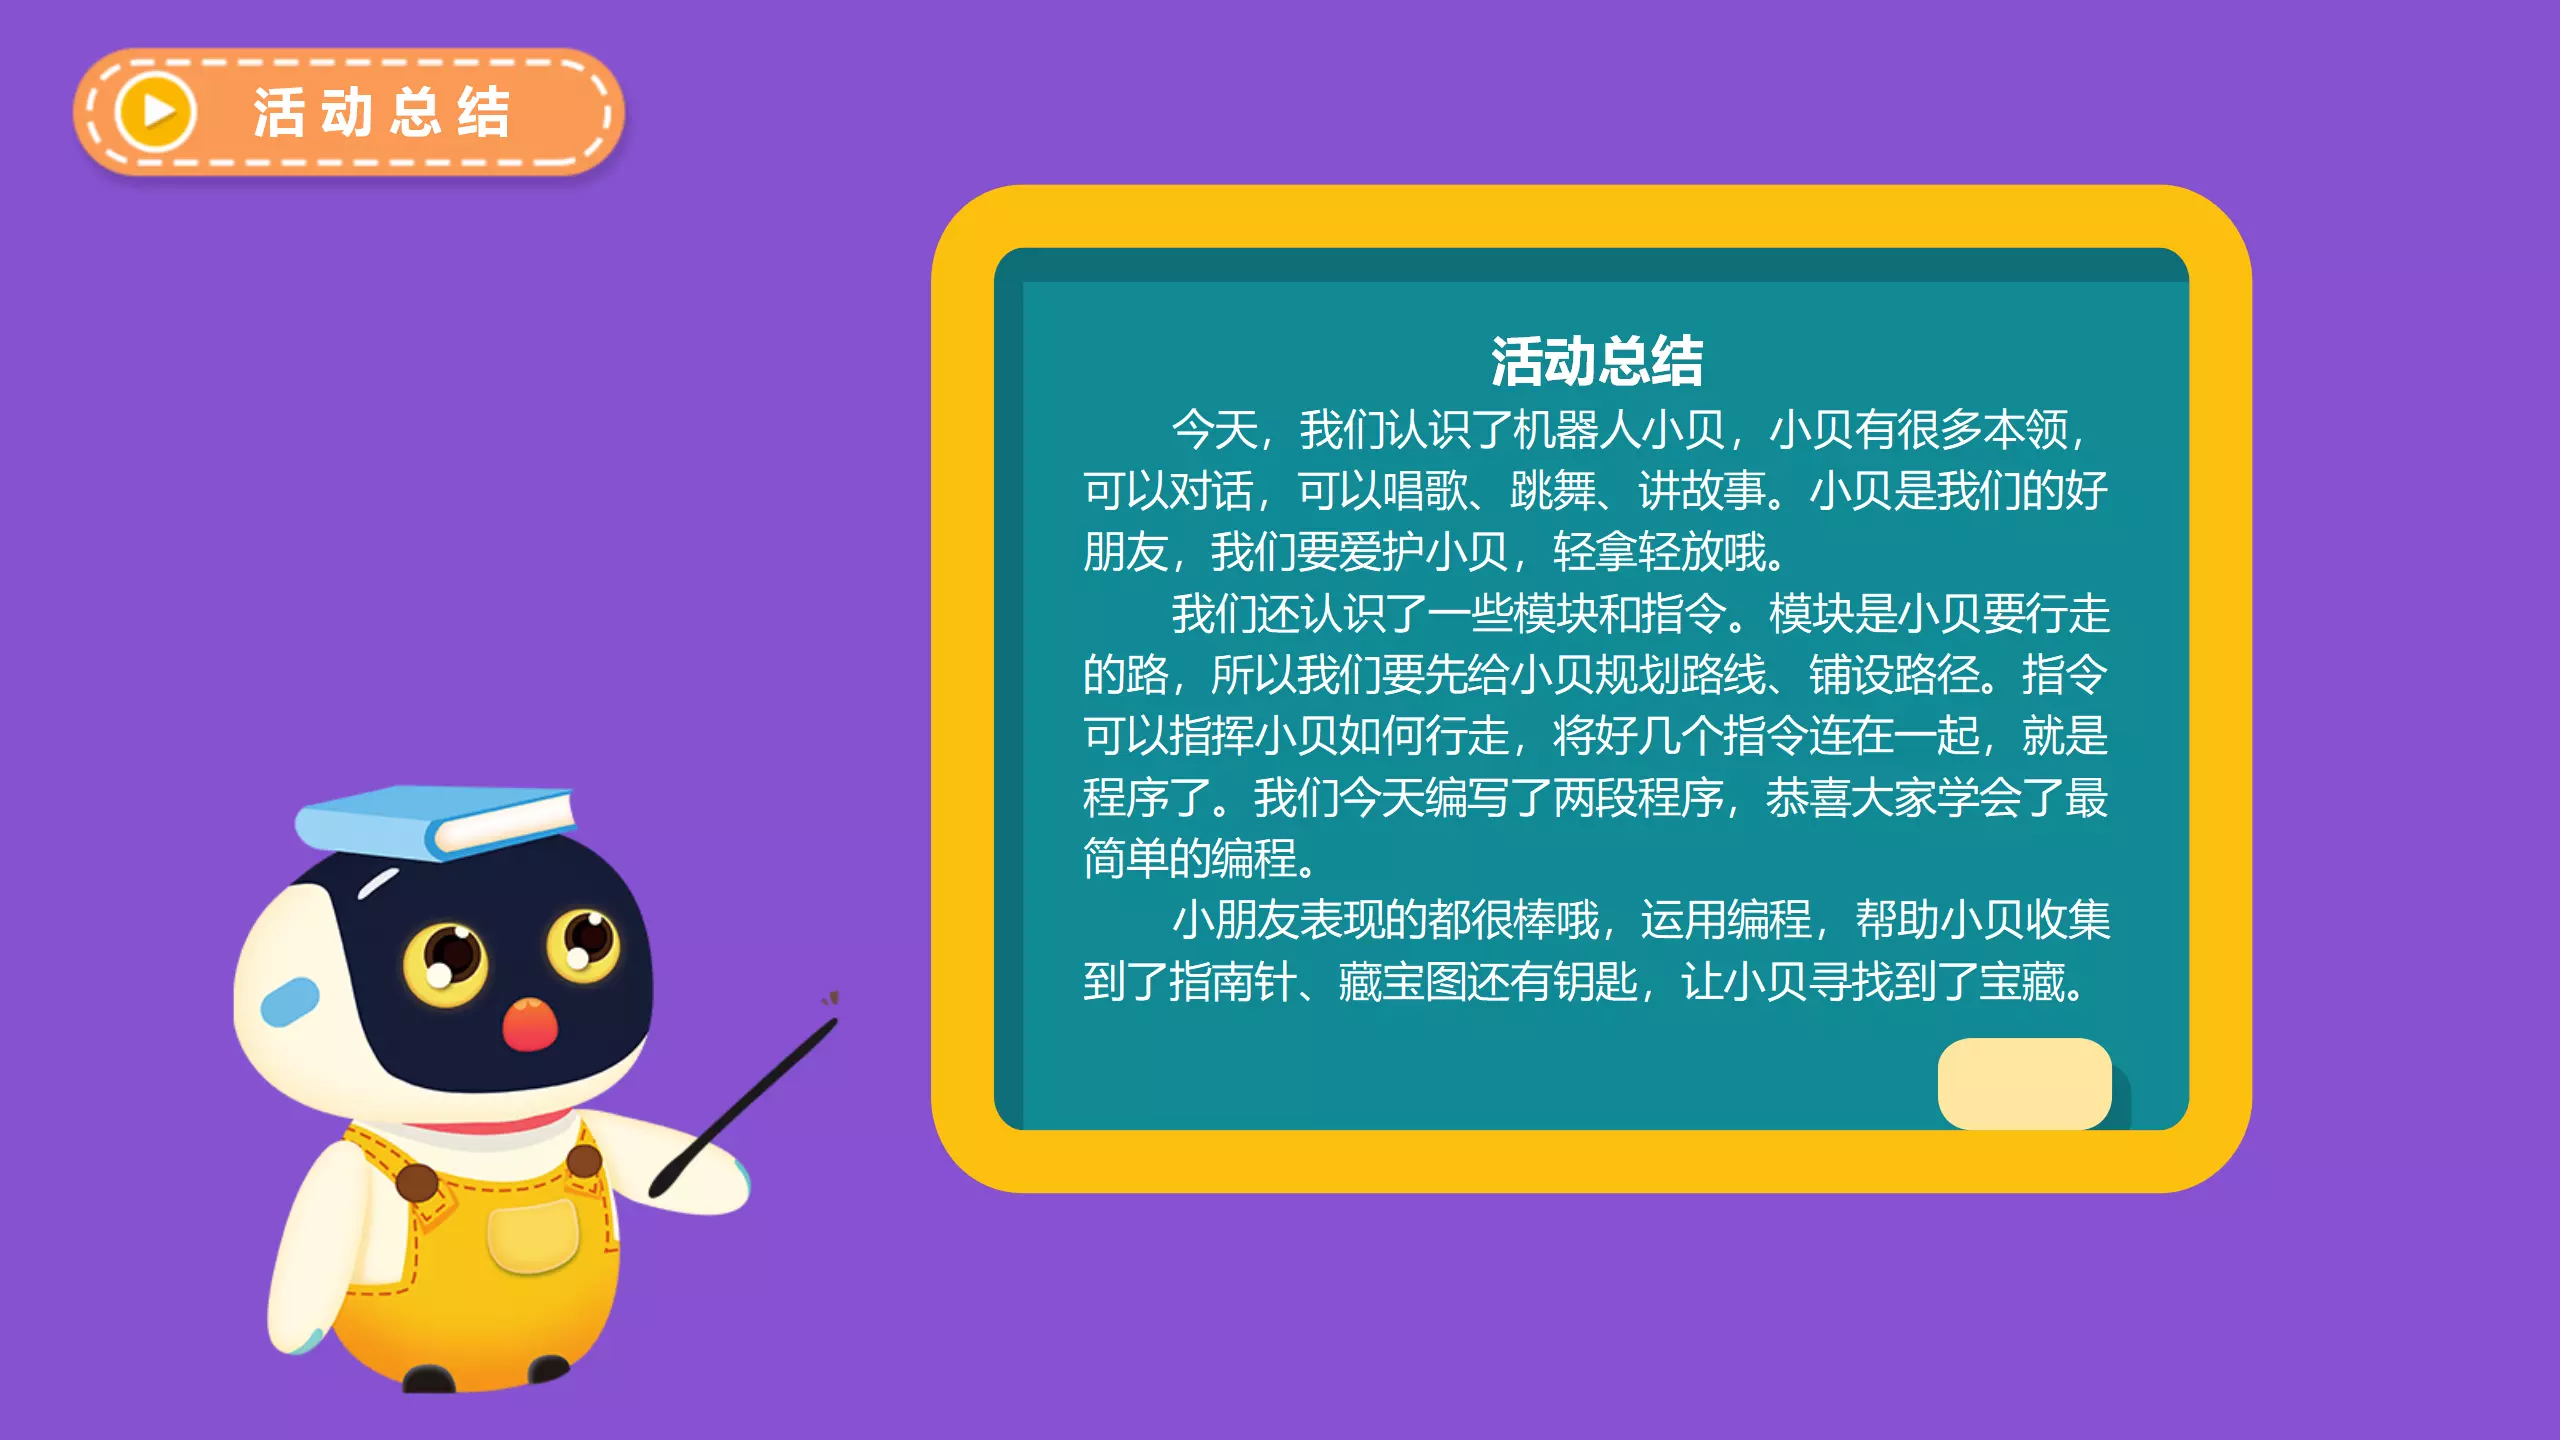 活动总结
活动总结
今天，我们认识了机器人小贝，小贝有很多本领，
可以对话，可以唱歌、跳舞、讲故事。小贝是我们的好
朋友，我们要爱护小贝，轻拿轻放哦。
我们还认识了一些模块和指令。模块是小贝要行走
的路，所以我们要先给小贝规划路线、铺设路径。指令
可以指挥小贝如何行走，将好几个指令连在一起，就是
程序了。我们今天编写了两段程序，恭喜大家学会了最
简单的编程。
小朋友表现的都很棒哦，运用编程，帮助小贝收集
到了指南针、藏宝图还有钥匙，让小贝寻找到了宝藏。